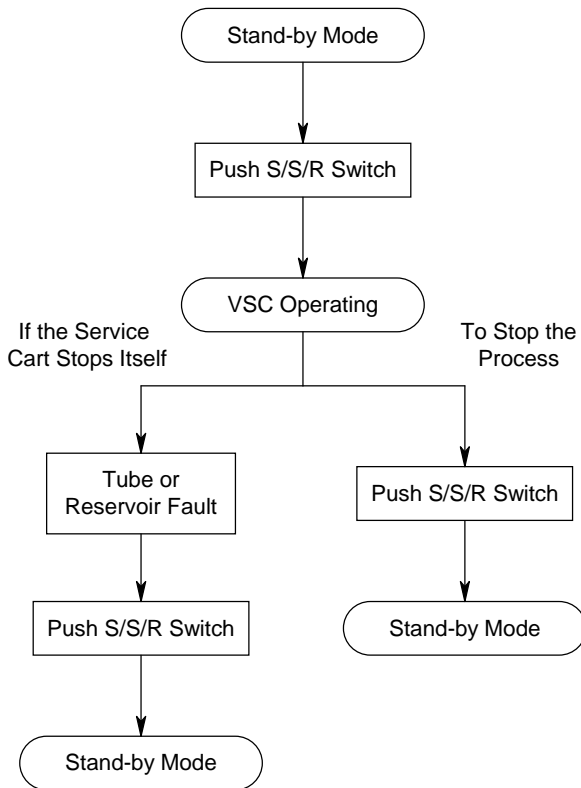 Stand-by Mode
Push S/S/R Switch
VSC Operating
If the Service
Cart Stops Itself
To Stop the
Process
Tube or
Reservoir Fault
Push S/S/R Switch
Push S/S/R Switch
Stand-by Mode
Stand-by Mode